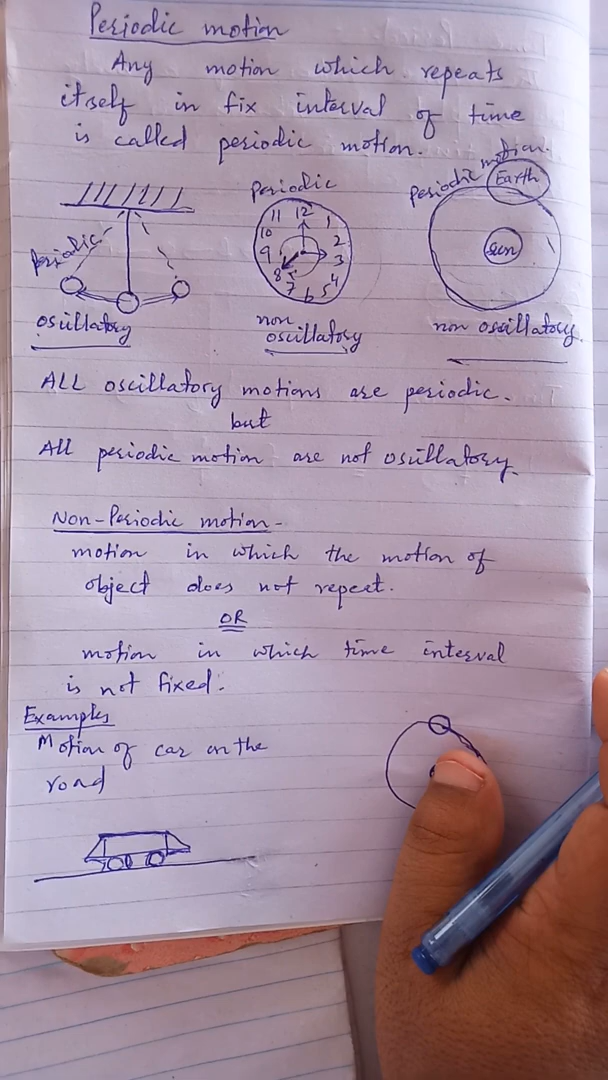 Periodic motion
Any motion which repeats
itself in fix interval of time
is called periodic motion.
Periodic
oscillatory
Periodic
12
1
2
3
4
5
6
7
8
9
10
11
non
oscillatory
periodic motion.
Earth
Sun
non oscillatory.
ALL oscillatory motions are periodic.
but
All periodic motion are not oscillatory.
Non-Periodic motion-
motion in which the motion of
object does not repeat.
OR
motion in which time interval
is not fixed.
Examples
Motion of car on the
road